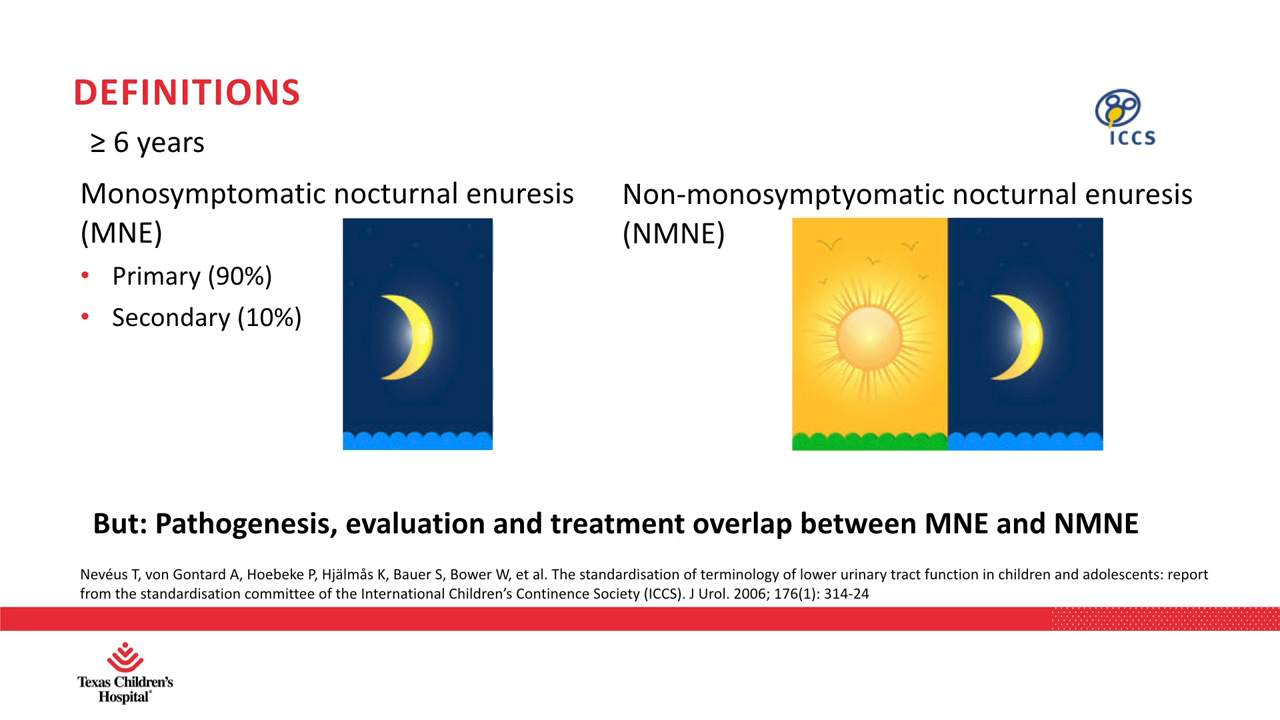 DEFINITIONS
ICCS
≥ 6 years
Monosymptomatic nocturnal enuresis
(MNE)
• Primary (90%)
• Secondary (10%)
Non-monosymptyomatic nocturnal enuresis
(NMNE)
But: Pathogenesis, evaluation and treatment overlap between MNE and NMNE
Nevéus T, von Gontard A, Hoebeke P, Hjälmås K, Bauer S, Bower W, et al. The standardisation of terminology of lower urinary tract function in children and adolescents: report
from the standardisation committee of the International Children’s Continence Society (ICCS). J Urol. 2006; 176(1): 314-24
Texas Children's
Hospital®